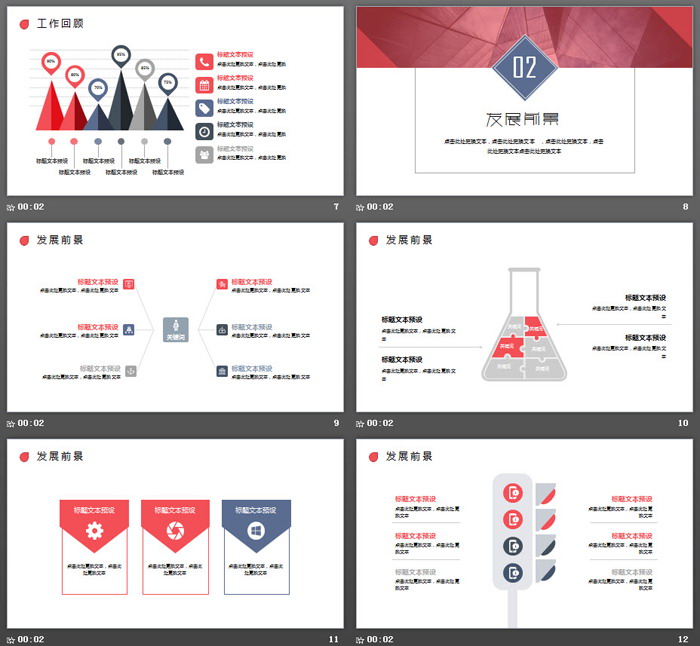 工作回顾
90%
80%
70%
95%
85%
75%
标题文本预设
标题文本预设
标题文本预设
标题文本预设
标题文本预设
标题文本预设
标题文本预设
点击此处更换文本,点击此处更换
标题文本预设
点击此处更换文本,点击此处更换
标题文本预设
点击此处更换文本,点击此处更换
标题文本预设
点击此处更换文本,点击此处更换
标题文本预设
点击此处更换文本,点击此处更换
00:02
7
02
发展前景
点击此处更换文本,点击此处更换文本 ,点击此处更换文本,点击
此处更换文本点击此处更换文本
00:02
8
发展前景
标题文本预设
点击此处更换文本,点击此处更换文本
标题文本预设
点击此处更换文本,点击此处更换文本
标题文本预设
点击此处更换文本,点击此处更换文本
关键词
标题文本预设
点击此处更换文本,点击此处更换文本
标题文本预设
点击此处更换文本,点击此处更换文本
标题文本预设
点击此处更换文本,点击此处更换文本
00:02
9
发展前景
标题文本预设
点击此处更换文本,点击此处更换文
本
标题文本预设
点击此处更换文本,点击此处更换文
本
关键词
关键词
关键词
关键词
关键词
关键词
标题文本预设
点击此处更换文本,点击此处更换文
本
标题文本预设
点击此处更换文本,点击此处更换文
本
00:02
10
发展前景
标题文本预设
点击此处更换文本,点击此
处更换文本
标题文本预设
点击此处更换文本,点击此
处更换文本
标题文本预设
点击此处更换文本,点击此
处更换文本
00:02
11
发展前景
标题文本预设
点击此处更换文本,点击此处更
换文本
标题文本预设
点击此处更换文本,点击此处更
换文本
标题文本预设
点击此处更换文本,点击此处更
换文本
标题文本预设
点击此处更换文本,点击此处更
换文本
标题文本预设
点击此处更换文本,点击此处更
换文本
标题文本预设
点击此处更换文本,点击此处更
换文本
00:02
12